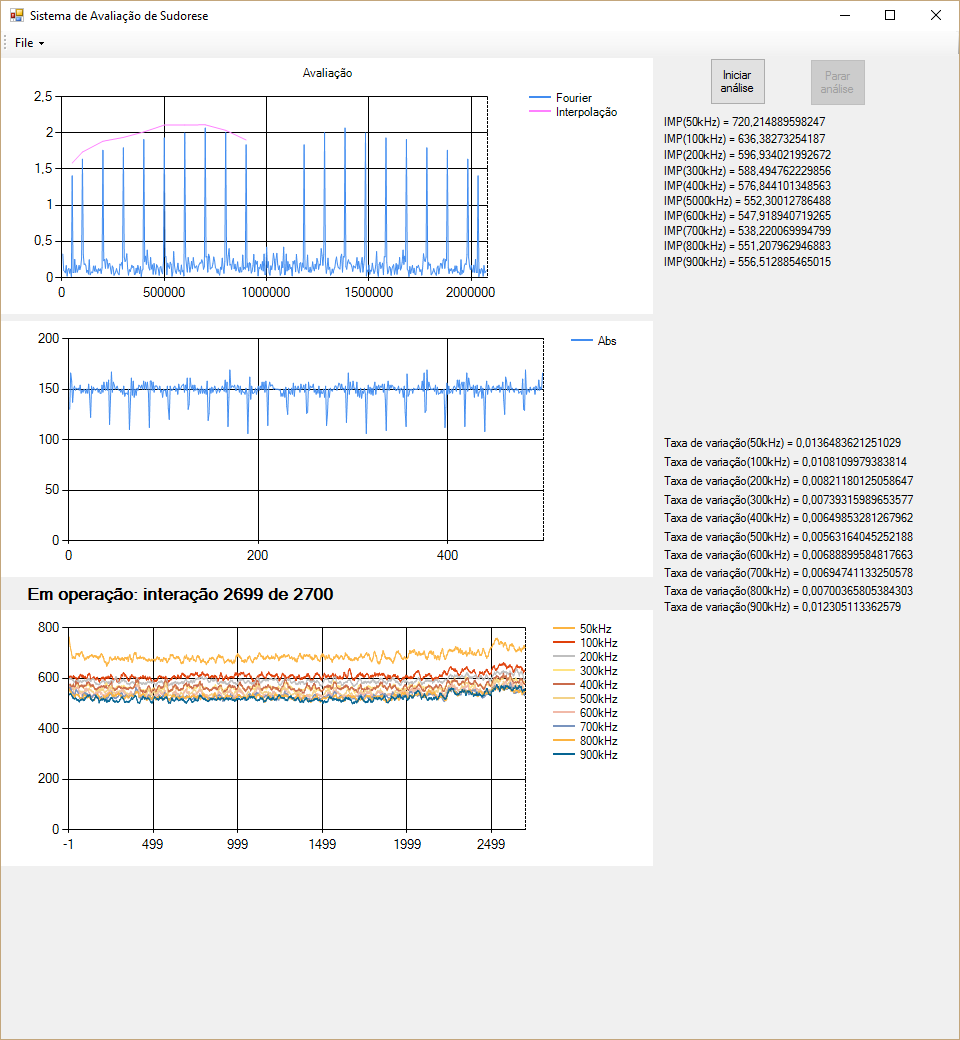 Sistema de Avaliação de Sudorese
File
Avaliação
2,5
2
1,5
1
0,5
0
0 500000 1000000 1500000 2000000
Fourier
Interpolação
Iniciar
análise
Parar
análise
IMP(50kHz) = 720,214889598247
IMP(100kHz) = 636,38273254187
IMP(200kHz) = 596,934021992672
IMP(300kHz) = 588,494762229856
IMP(400kHz) = 576,844101348563
IMP(5000kHz) = 552,30012786488
IMP(600kHz) = 547,918940719265
IMP(700kHz) = 538,220069994799
IMP(800kHz) = 551,207962946883
IMP(900kHz) = 556,512885465015
200
150
100
50
0
0 200 400
Abs
Taxa de variação(50kHz) = 0,0136483621251029
Taxa de variação(100kHz) = 0,0108109979383814
Taxa de variação(200kHz) = 0,00821180125058647
Taxa de variação(300kHz) = 0,00739315989653577
Taxa de variação(400kHz) = 0,00649853281267962
Taxa de variação(500kHz) = 0,00563164045252188
Taxa de variação(600kHz) = 0,00688899584817663
Taxa de variação(700kHz) = 0,00694741133250578
Taxa de variação(800kHz) = 0,00700365805384303
Taxa de variação(900kHz) = 0,012305113362579
Em operação: interação 2699 de 2700
800
600
400
200
0
-1 499 999 1499 1999 2499
50kHz
100kHz
200kHz
300kHz
400kHz
500kHz
600kHz
700kHz
800kHz
900kHz